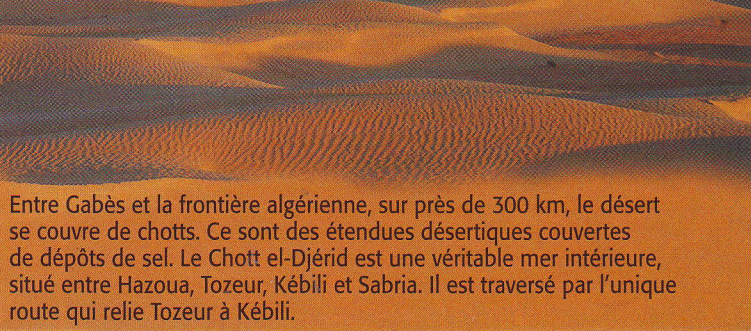 Entre Gabès et la frontière algérienne, sur près de 300 km, le désert
se couvre de chotts. Ce sont des étendues désertiques couvertes
de dépôts de sel. Le Chott el-Djérid est une véritable mer intérieure,
situé entre Hazoua, Tozeur, Kébili et Sabria. Il est traversé par l'unique
route qui relie Tozeur à Kébili.